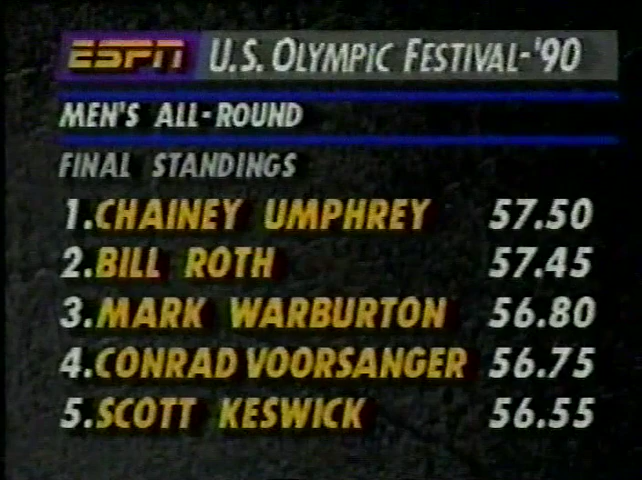 ESPN U.S. OLYMPIC FESTIVAL-'90
MEN'S ALL-ROUND
FINAL STANDINGS
1. CHAINEY UMPHREY 57.50
2. BILL ROTH 57.45
3. MARK WARBURTON 56.80
4. CONRAD VOORSANGER 56.75
5. SCOTT KESWICK 56.55